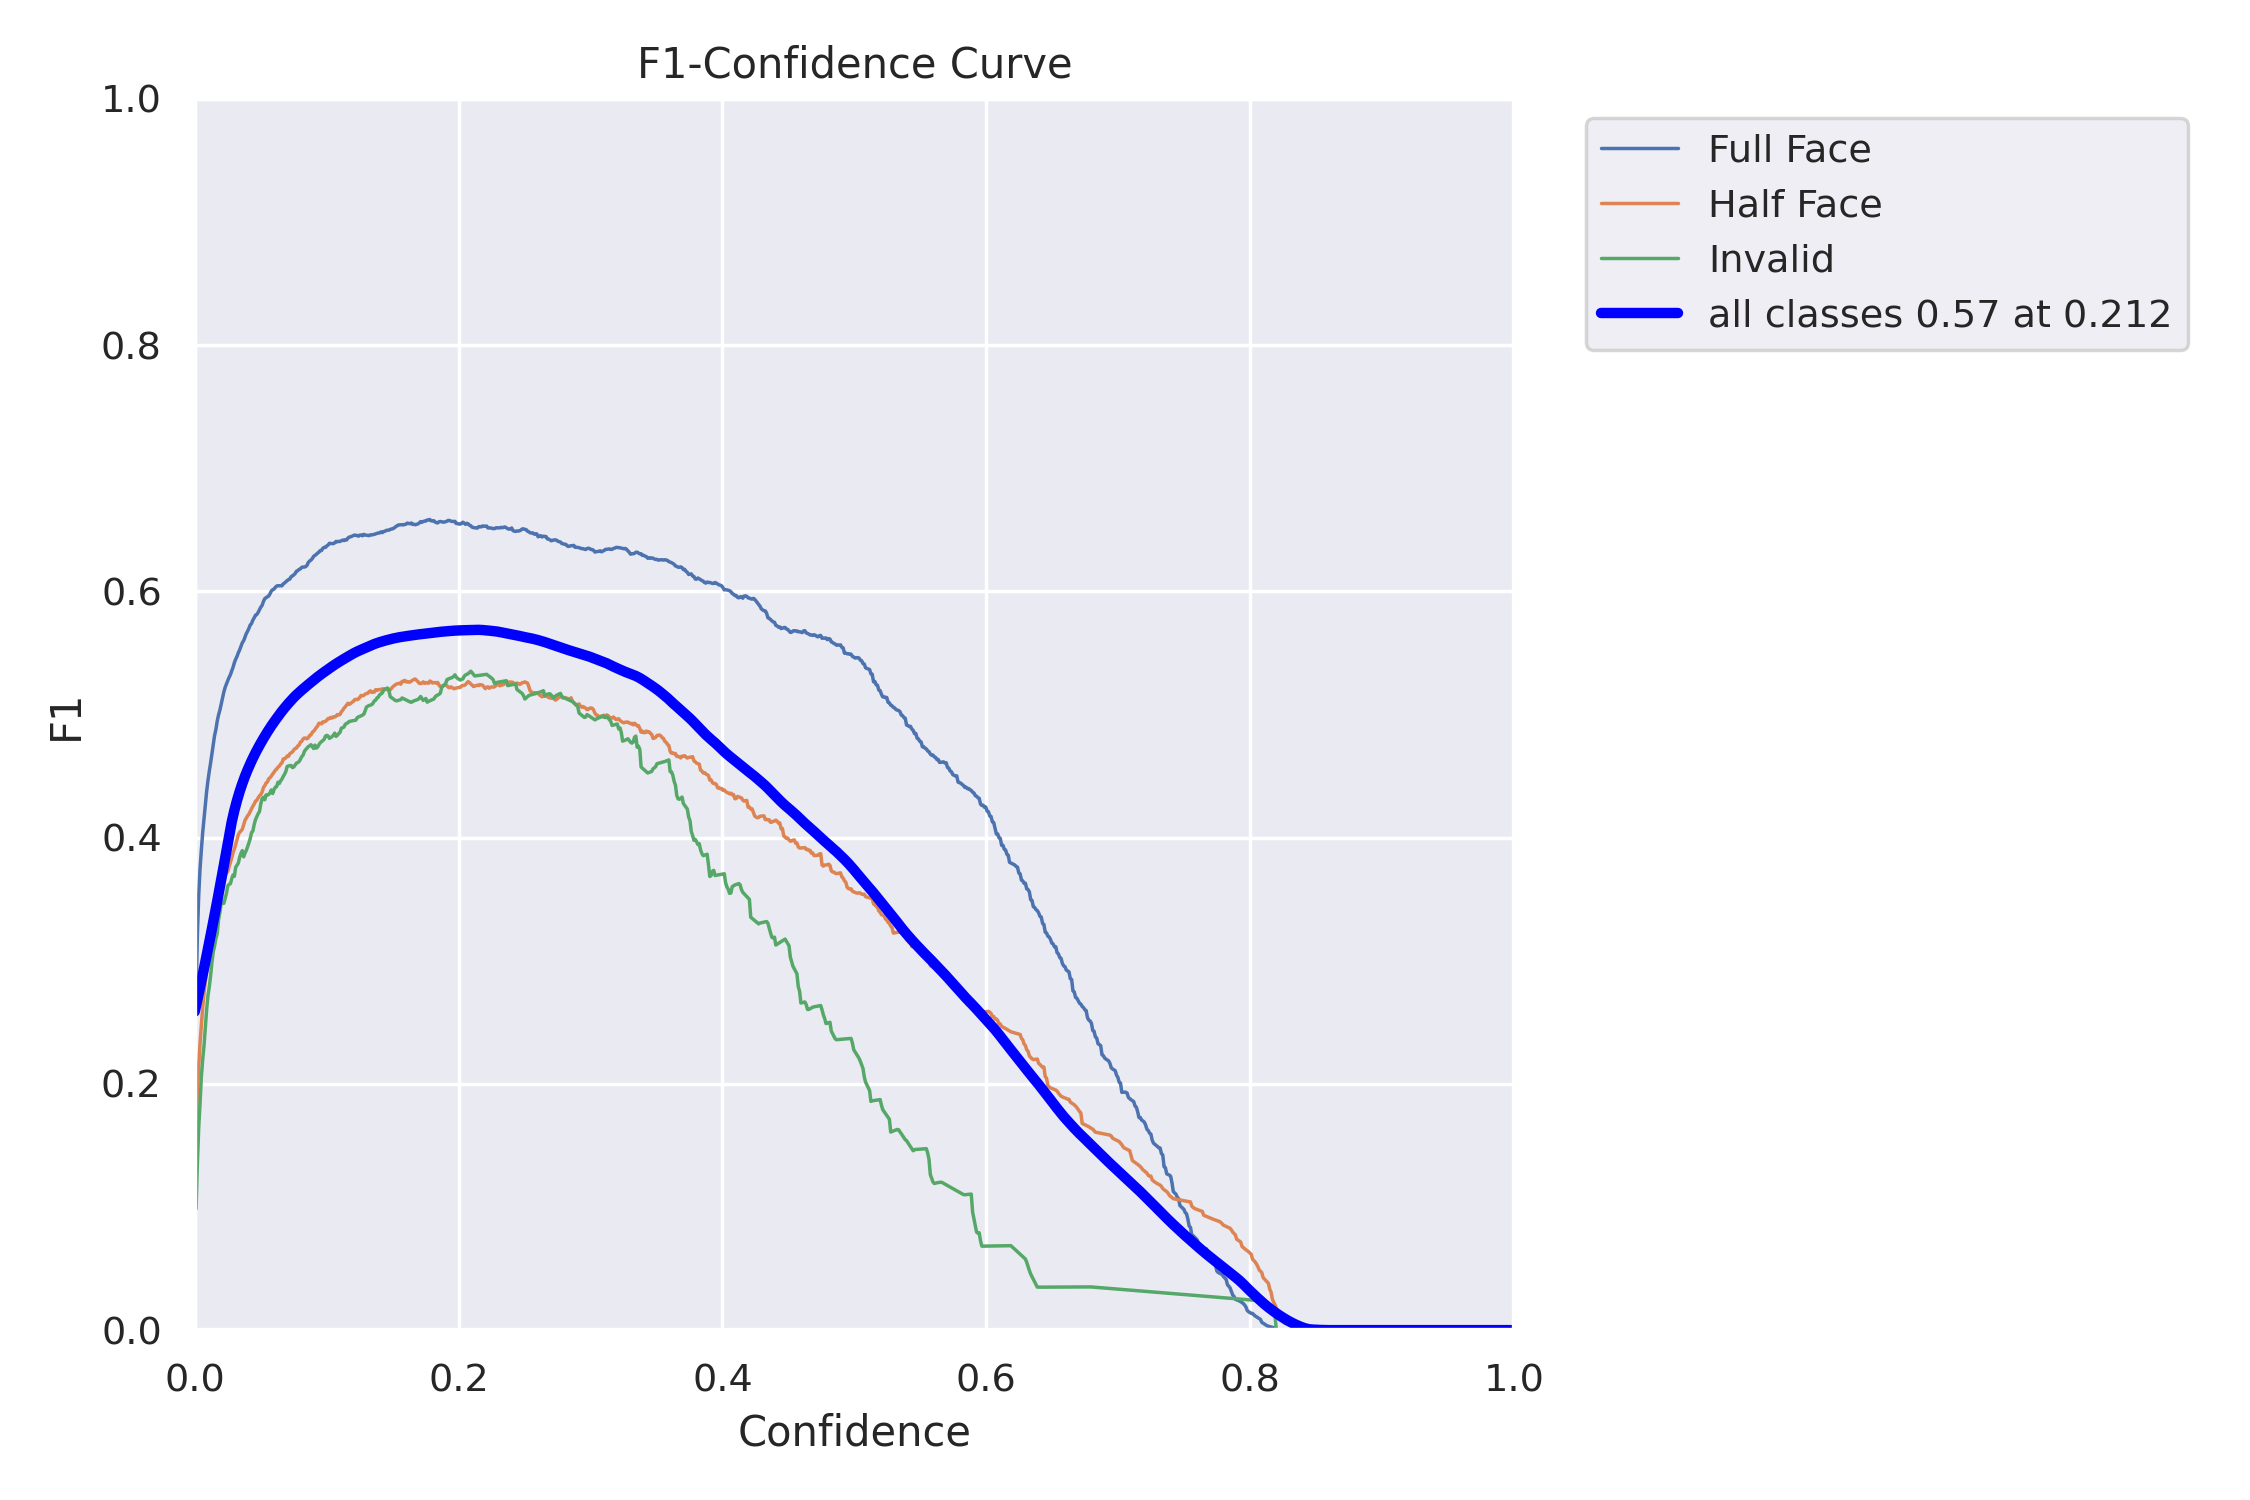 F1-Confidence Curve
1.0
0.8
0.6
0.4
0.2
0.0
F1
0.0 0.2 0.4 0.6 0.8 1.0
Confidence
Full Face
Half Face
Invalid
all classes 0.57 at 0.212